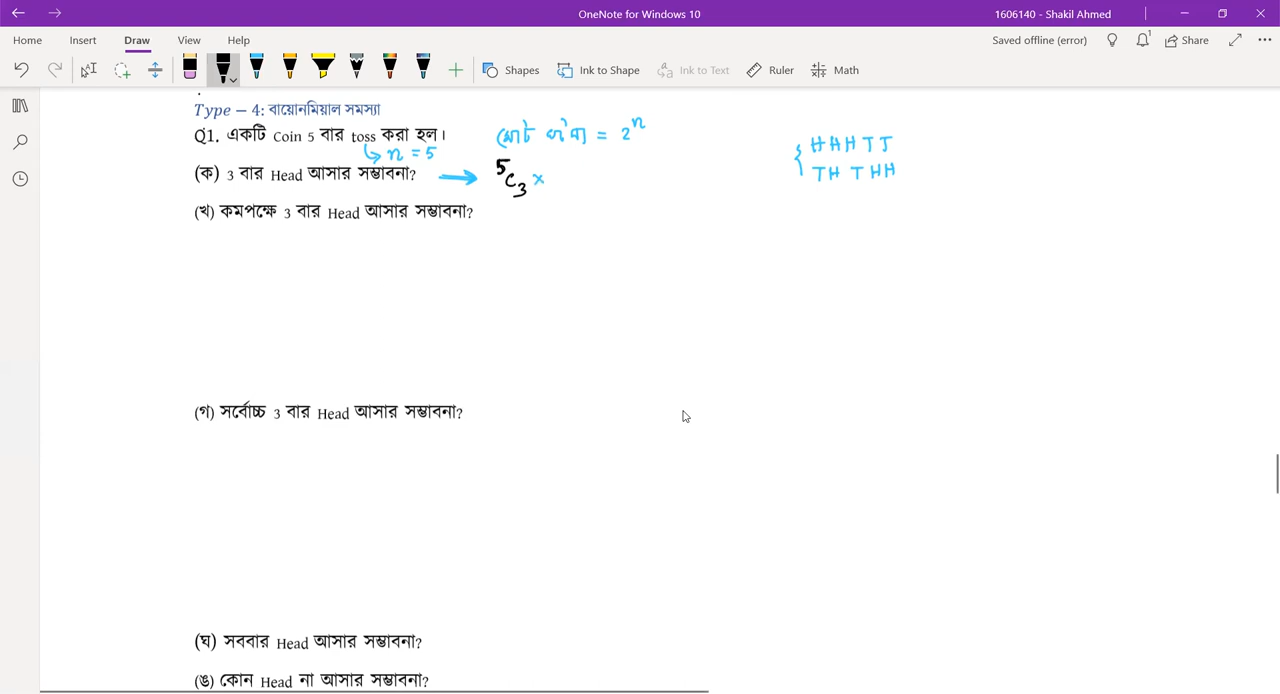 OneNote for Windows 10
1606140 - Shakil Ahmed
Home Insert Draw View Help
Saved offline (error) Share
Shapes Ink to Shape Ink to Text Ruler Math
Type – 4: বায়োনমিয়াল সমস্যা
Q1. একটি Coin 5 বার toss করা হল।
মোট = 2^n
H H H T T
n = 5
T H T H H
(ক) 3 বার Head আসার সম্ভাবনা? → ⁵C₃ ×
(খ) কমপক্ষে 3 বার Head আসার সম্ভাবনা?
(গ) সর্বোচ্চ 3 বার Head আসার সম্ভাবনা?
(ঘ) সববার Head আসার সম্ভাবনা?
(ঙ) কোন Head না আসার সম্ভাবনা?